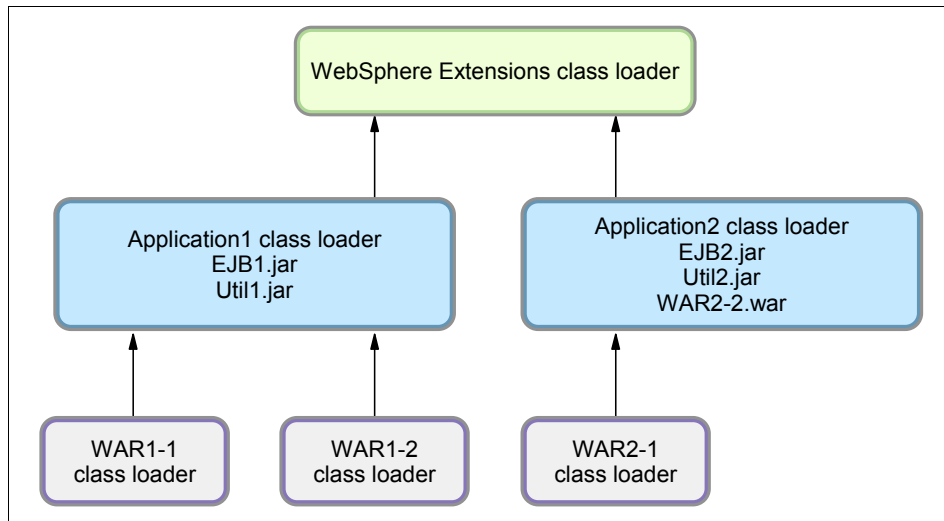 WebSphere Extensions class loader
Application1 class loader
EJB1.jar
Util1.jar
Application2 class loader
EJB2.jar
Util2.jar
WAR2-2.war
WAR1-1
class loader
WAR1-2
class loader
WAR2-1
class loader